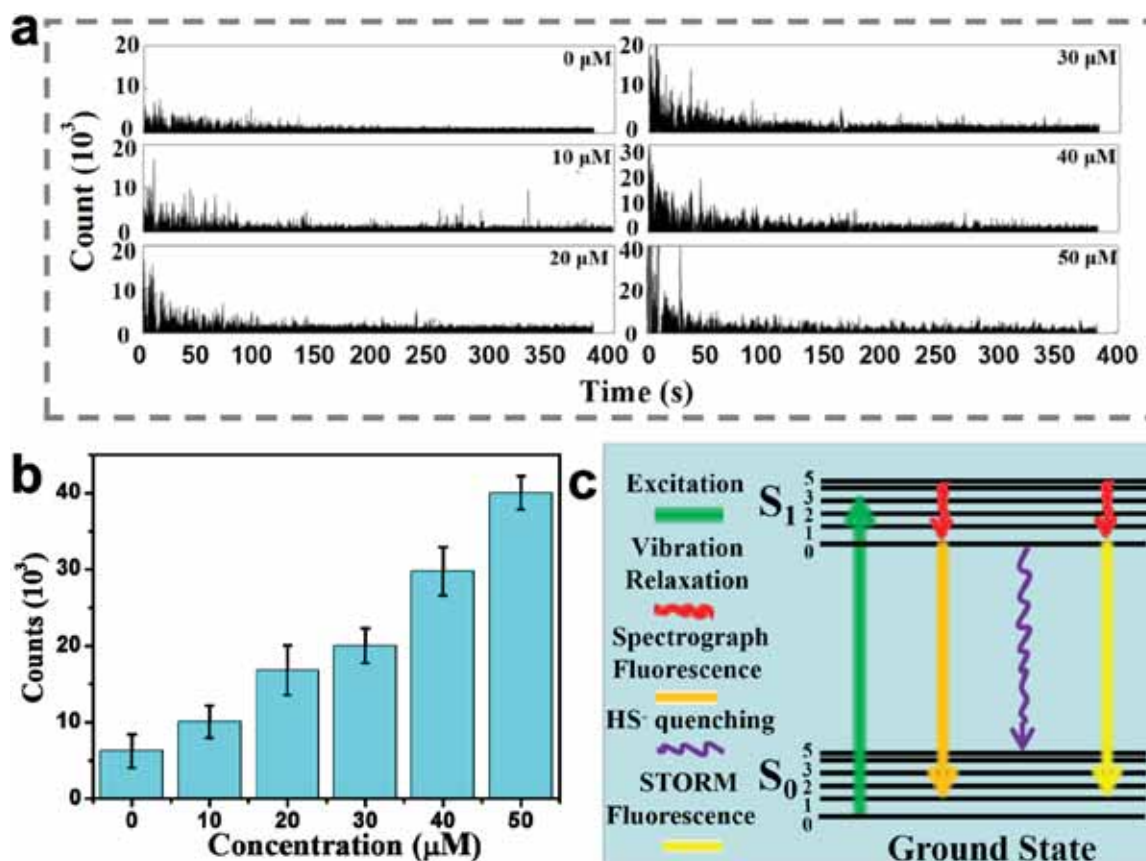 a
Count (10³)
20
10
0
0 µM
20
10
0
10 µM
20
10
0
20 µM
0 50 100 150 200 250 300 350 400
20
10
0
30 µM
30
20
10
0
40 µM
40
20
0
50 µM
0 50 100 150 200 250 300 350 400
Time (s)
b
Counts (10³)
40
30
20
10
0
0 10 20 30 40 50
Concentration (µM)
c
Excitation
Vibration
Relaxation
Spectrograph
Fluorescence
HS⁻ quenching
STORM
Fluorescence
S₁
5
3
2
1
0
S₀
5
3
2
1
0
Ground State